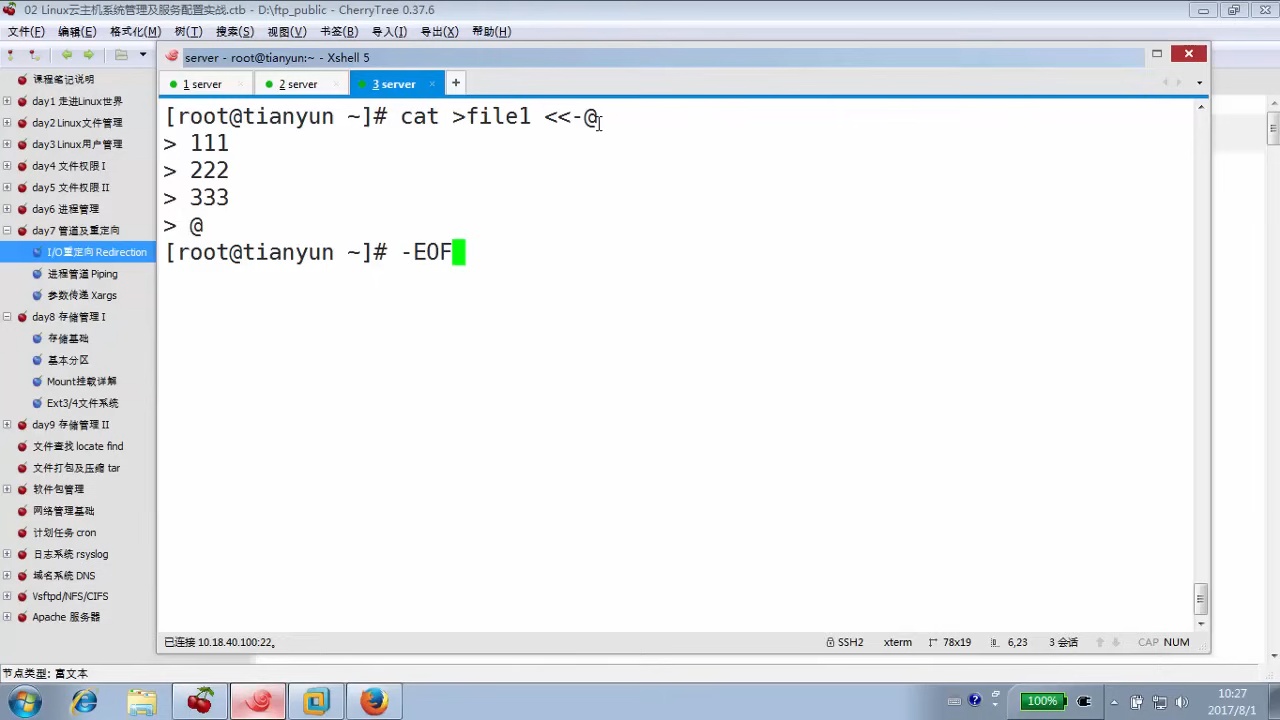 02 Linux云主机系统管理及服务配置实战.ctb - D:\ftp_public - CherryTree 0.37.6
文件(F) 编辑(E) 格式化(M) 树(T) 搜索(S) 视图(V) 书签(B) 导入(I) 导出(X) 帮助(H)
server - root@tianyun:~ - Xshell 5
1 server
2 server
3 server
+
课程笔记说明
day1 走进Linux世界
day2 Linux文件管理
day3 Linux用户管理
day4 文件权限 I
day5 文件权限 II
day6 进程管理
day7 管道及重定向
I/O重定向 Redirection
进程管道 Piping
参数传递 Xargs
day8 存储管理 I
存储基础
基本分区
Mount挂载详解
Ext3/4文件系统
day9 存储管理 II
文件查找 locate find
文件打包及压缩 tar
软件包管理
网络管理基础
计划任务 cron
日志系统 rsyslog
域名系统 DNS
Vsftpd/NFS/CIFS
Apache 服务器
[root@tianyun ~]# cat >file1 <<-@
> 111
> 222
> 333
> @
[root@tianyun ~]# -EOF
已连接 10.18.40.100:22。
SSH2
xterm
78x19
6,23
3 会话
CAP NUM
节点类型: 富文本
100%
10:27
2017/8/1